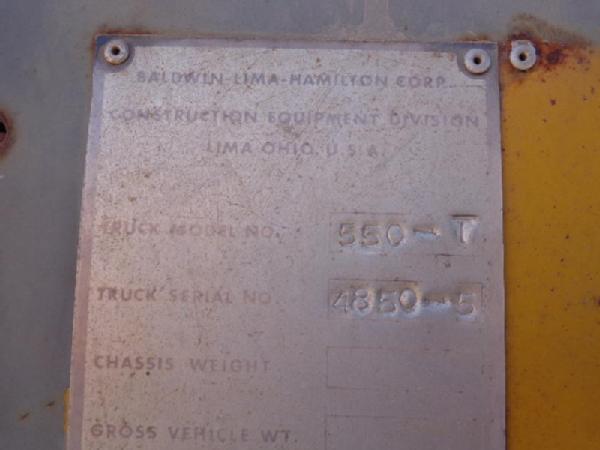 BALDWIN-LIMA-HAMILTON CORP.
CONSTRUCTION EQUIPMENT DIVISION
LIMA OHIO, U.S.A.
TRUCK MODEL NO. 550-T
TRUCK SERIAL NO. 4850-5
CHASSIS WEIGHT
GROSS VEHICLE WT.